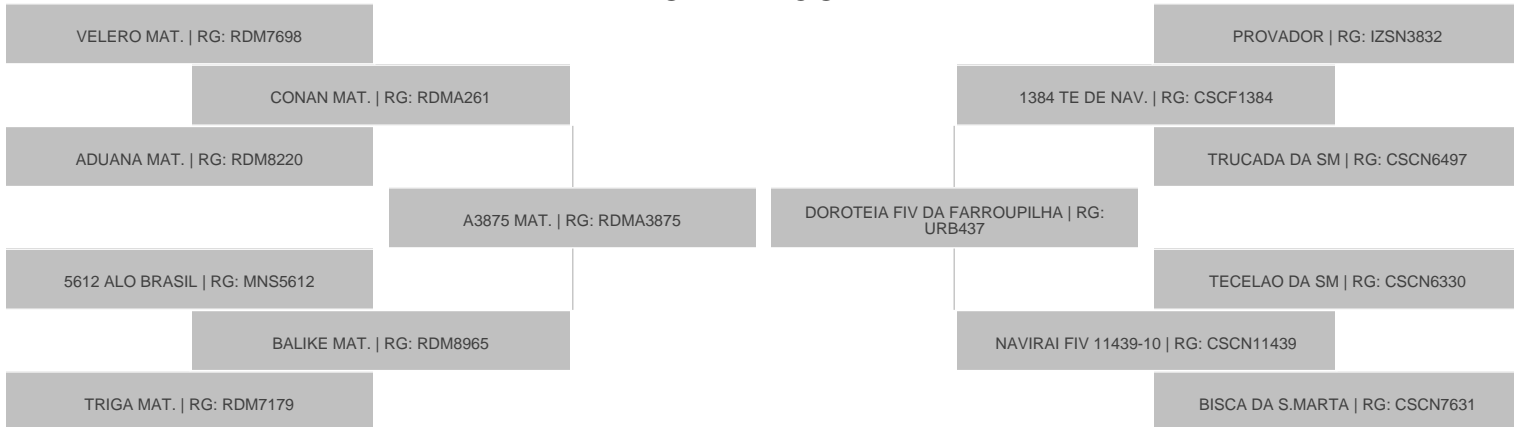 VELERO MAT. | RG: RDM7698
PROVADOR | RG: IZSN3832
CONAN MAT. | RG: RDMA261
1384 TE DE NAV. | RG: CSCF1384
ADUANA MAT. | RG: RDM8220
TRUCADA DA SM | RG: CSCN6497
A3875 MAT. | RG: RDMA3875
DOROTEIA FIV DA FARROUPILHA | RG:
URB437
5612 ALO BRASIL | RG: MNS5612
TECELAO DA SM | RG: CSCN6330
BALIKE MAT. | RG: RDM8965
NAVIRAI FIV 11439-10 | RG: CSCN11439
TRIGA MAT. | RG: RDM7179
BISCA DA S.MARTA | RG: CSCN7631